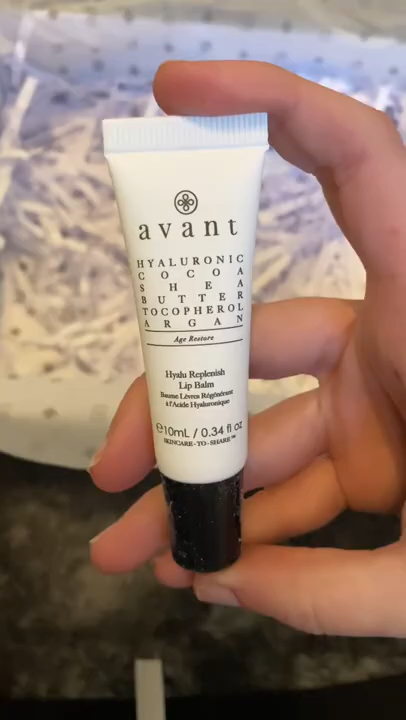 avant
HYALURONIC
COCOA
SHEA
BUTTER
TOCOPHEROL
ARGAN
Age Restore
Hyalu Replenish
Lip Balm
Baume Lèvres Régénérant
à l'Acide Hyaluronique
℮10mL / 0.34 fl oz
SKINCARE-TO-SHARE™